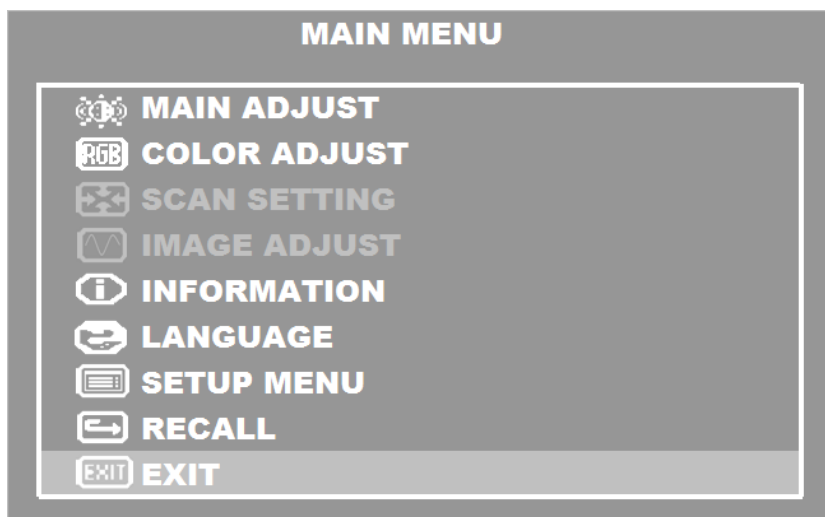 MAIN MENU
MAIN ADJUST
RGB COLOR ADJUST
SCAN SETTING
IMAGE ADJUST
i INFORMATION
LANGUAGE
SETUP MENU
RECALL
EXIT EXIT